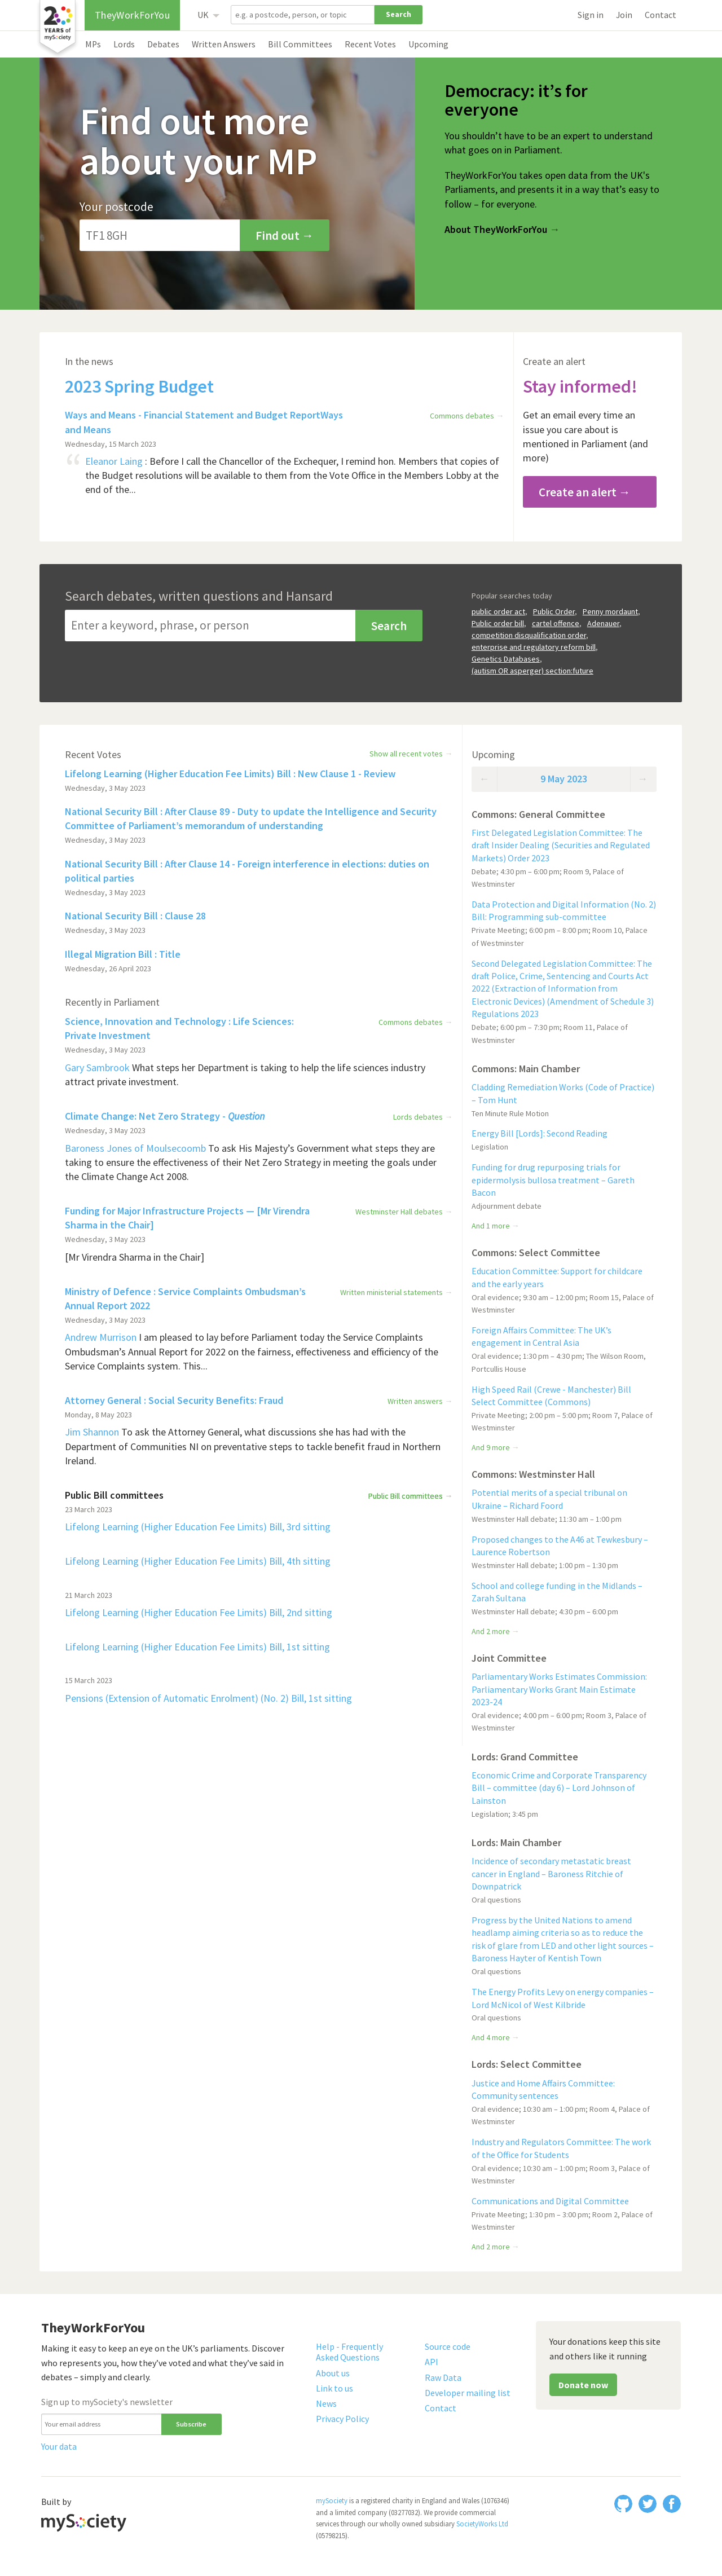 20
YEARS of
mySociety
TheyWorkForYou
UK
e.g. a postcode, person, or topic
Search
Sign in
Join
Contact
MPs
Lords
Debates
Written Answers
Bill Committees
Recent Votes
Upcoming
Find out more
about your MP
Your postcode
TF1 8GH
Find out →
Democracy: it’s for
everyone
You shouldn’t have to be an expert to understand
what goes on in Parliament.
TheyWorkForYou takes open data from the UK's
Parliaments, and presents it in a way that’s easy to
follow – for everyone.
About TheyWorkForYou →
In the news
2023 Spring Budget
Ways and Means - Financial Statement and Budget ReportWays
and Means
Commons debates →
Wednesday, 15 March 2023
“
Eleanor Laing : Before I call the Chancellor of the Exchequer, I remind hon. Members that copies of
the Budget resolutions will be available to them from the Vote Office in the Members Lobby at the
end of the...
Create an alert
Stay informed!
Get an email every time an
issue you care about is
mentioned in Parliament (and
more)
Create an alert →
Search debates, written questions and Hansard
Enter a keyword, phrase, or person
Search
Popular searches today
public order act, Public Order, Penny mordaunt,
Public order bill, cartel offence, Adenauer,
competition disqualification order,
enterprise and regulatory reform bill,
Genetics Databases,
(autism OR asperger) section:future
Recent Votes
Show all recent votes →
Lifelong Learning (Higher Education Fee Limits) Bill : New Clause 1 - Review
Wednesday, 3 May 2023
National Security Bill : After Clause 89 - Duty to update the Intelligence and Security
Committee of Parliament’s memorandum of understanding
Wednesday, 3 May 2023
National Security Bill : After Clause 14 - Foreign interference in elections: duties on
political parties
Wednesday, 3 May 2023
National Security Bill : Clause 28
Wednesday, 3 May 2023
Illegal Migration Bill : Title
Wednesday, 26 April 2023
Recently in Parliament
Science, Innovation and Technology : Life Sciences:
Private Investment
Commons debates →
Wednesday, 3 May 2023
Gary Sambrook What steps her Department is taking to help the life sciences industry
attract private investment.
Climate Change: Net Zero Strategy - Question
Lords debates →
Wednesday, 3 May 2023
Baroness Jones of Moulsecoomb To ask His Majesty’s Government what steps they are
taking to ensure the effectiveness of their Net Zero Strategy in meeting the goals under
the Climate Change Act 2008.
Funding for Major Infrastructure Projects — [Mr Virendra
Sharma in the Chair]
Westminster Hall debates →
Wednesday, 3 May 2023
[Mr Virendra Sharma in the Chair]
Ministry of Defence : Service Complaints Ombudsman’s
Annual Report 2022
Written ministerial statements →
Wednesday, 3 May 2023
Andrew Murrison I am pleased to lay before Parliament today the Service Complaints
Ombudsman’s Annual Report for 2022 on the fairness, effectiveness and efficiency of the
Service Complaints system. This...
Attorney General : Social Security Benefits: Fraud
Written answers →
Monday, 8 May 2023
Jim Shannon To ask the Attorney General, what discussions she has had with the
Department of Communities NI on preventative steps to tackle benefit fraud in Northern
Ireland.
Public Bill committees
Public Bill committees →
23 March 2023
Lifelong Learning (Higher Education Fee Limits) Bill, 3rd sitting
Lifelong Learning (Higher Education Fee Limits) Bill, 4th sitting
21 March 2023
Lifelong Learning (Higher Education Fee Limits) Bill, 2nd sitting
Lifelong Learning (Higher Education Fee Limits) Bill, 1st sitting
15 March 2023
Pensions (Extension of Automatic Enrolment) (No. 2) Bill, 1st sitting
Upcoming
← 9 May 2023 →
Commons: General Committee
First Delegated Legislation Committee: The
draft Insider Dealing (Securities and Regulated
Markets) Order 2023
Debate; 4:30 pm – 6:00 pm; Room 9, Palace of
Westminster
Data Protection and Digital Information (No. 2)
Bill: Programming sub-committee
Private Meeting; 6:00 pm – 8:00 pm; Room 10, Palace
of Westminster
Second Delegated Legislation Committee: The
draft Police, Crime, Sentencing and Courts Act
2022 (Extraction of Information from
Electronic Devices) (Amendment of Schedule 3)
Regulations 2023
Debate; 6:00 pm – 7:30 pm; Room 11, Palace of
Westminster
Commons: Main Chamber
Cladding Remediation Works (Code of Practice)
– Tom Hunt
Ten Minute Rule Motion
Energy Bill [Lords]: Second Reading
Legislation
Funding for drug repurposing trials for
epidermolysis bullosa treatment – Gareth
Bacon
Adjournment debate
And 1 more →
Commons: Select Committee
Education Committee: Support for childcare
and the early years
Oral evidence; 9:30 am – 12:00 pm; Room 15, Palace of
Westminster
Foreign Affairs Committee: The UK’s
engagement in Central Asia
Oral evidence; 1:30 pm – 4:30 pm; The Wilson Room,
Portcullis House
High Speed Rail (Crewe - Manchester) Bill
Select Committee (Commons)
Private Meeting; 2:00 pm – 5:00 pm; Room 7, Palace of
Westminster
And 9 more →
Commons: Westminster Hall
Potential merits of a special tribunal on
Ukraine – Richard Foord
Westminster Hall debate; 11:30 am – 1:00 pm
Proposed changes to the A46 at Tewkesbury –
Laurence Robertson
Westminster Hall debate; 1:00 pm – 1:30 pm
School and college funding in the Midlands –
Zarah Sultana
Westminster Hall debate; 4:30 pm – 6:00 pm
And 2 more →
Joint Committee
Parliamentary Works Estimates Commission:
Parliamentary Works Grant Main Estimate
2023-24
Oral evidence; 4:00 pm – 6:00 pm; Room 3, Palace of
Westminster
Lords: Grand Committee
Economic Crime and Corporate Transparency
Bill – committee (day 6) – Lord Johnson of
Lainston
Legislation; 3:45 pm
Lords: Main Chamber
Incidence of secondary metastatic breast
cancer in England – Baroness Ritchie of
Downpatrick
Oral questions
Progress by the United Nations to amend
headlamp aiming criteria so as to reduce the
risk of glare from LED and other light sources –
Baroness Hayter of Kentish Town
Oral questions
The Energy Profits Levy on energy companies –
Lord McNicol of West Kilbride
Oral questions
And 4 more →
Lords: Select Committee
Justice and Home Affairs Committee:
Community sentences
Oral evidence; 10:30 am – 1:00 pm; Room 4, Palace of
Westminster
Industry and Regulators Committee: The work
of the Office for Students
Oral evidence; 10:30 am – 1:00 pm; Room 3, Palace of
Westminster
Communications and Digital Committee
Private Meeting; 1:30 pm – 3:00 pm; Room 2, Palace of
Westminster
And 2 more →
TheyWorkForYou
Making it easy to keep an eye on the UK’s parliaments. Discover
who represents you, how they’ve voted and what they’ve said in
debates – simply and clearly.
Sign up to mySociety's newsletter
Your email address
Subscribe
Your data
Help - Frequently
Asked Questions
About us
Link to us
News
Privacy Policy
Source code
API
Raw Data
Developer mailing list
Contact
Your donations keep this site
and others like it running
Donate now
Built by
mySociety
mySociety is a registered charity in England and Wales (1076346)
and a limited company (03277032). We provide commercial
services through our wholly owned subsidiary SocietyWorks Ltd
(05798215).